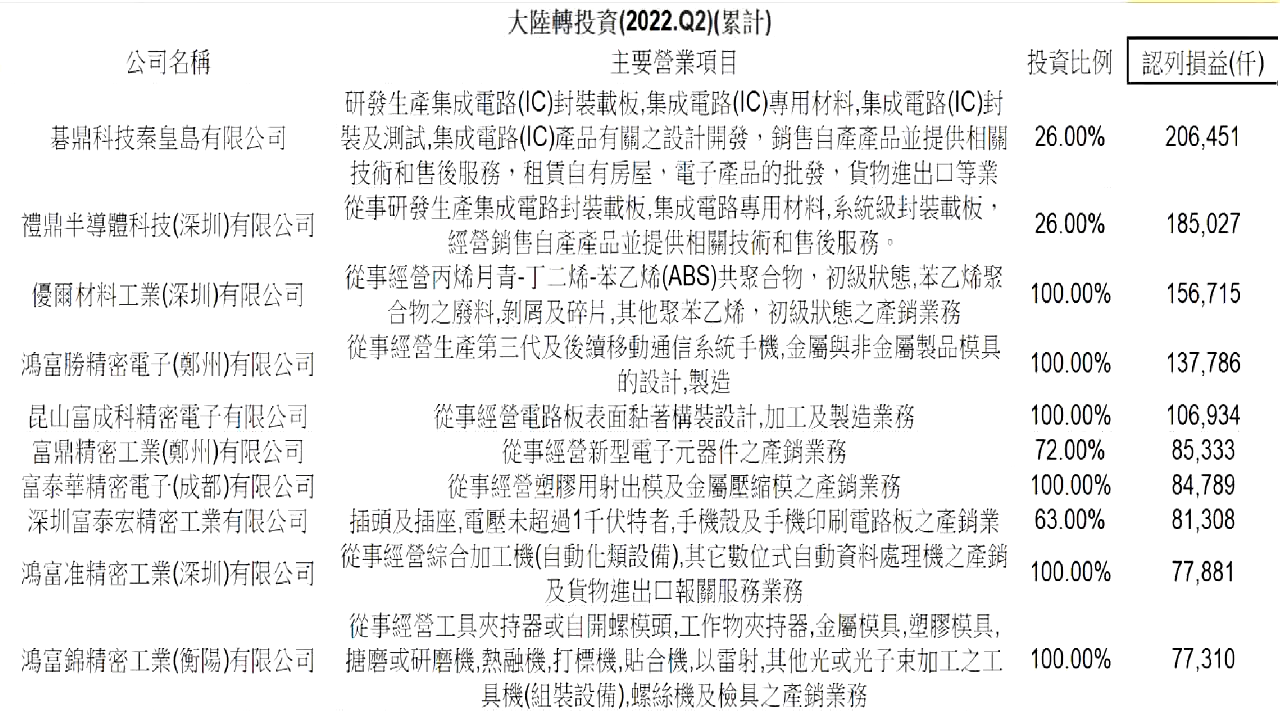 大陸轉投資(2022.Q2)(累計)
公司名稱 主要營業項目 投資比例 認列損益(仟)
研發生產集成電路(IC)封裝載板,集成電路(IC)專用材料,集成電路(IC)封
碁鼎科技秦皇島有限公司 裝及測試,集成電路(IC)產品有關之設計開發，銷售自產產品並提供相關 26.00% 206,451
技術和售後服務，租賃自有房屋，電子產品的批發，貨物進出口等業
從事研發生產集成電路封裝載板,集成電路專用材料,系統級封裝載板，
禮鼎半導體科技(深圳)有限公司 26.00% 185,027
經營銷售自產產品並提供相關技術和售後服務。
從事經營丙烯月青-丁二烯-苯乙烯(ABS)共聚合物，初級狀態,苯乙烯聚
優爾材料工業(深圳)有限公司 100.00% 156,715
合物之廢料,剝屑及碎片,其他聚苯乙烯，初級狀態之產銷業務
從事經營生產第三代及後續移動通信系統手機,金屬與非金屬製品模具
鴻富勝精密電子(鄭州)有限公司 100.00% 137,786
的設計,製造
昆山富成科精密電子有限公司 從事經營電路板表面黏著構裝設計,加工及製造業務 100.00% 106,934
富鼎精密工業(鄭州)有限公司 從事經營新型電子元器件之產銷業務 72.00% 85,333
富泰華精密電子(成都)有限公司 從事經營塑膠用射出模及金屬壓縮模之產銷業務 100.00% 84,789
深圳富泰宏精密工業有限公司 插頭及插座,電壓未超過1千伏特者,手機殼及手機印刷電路板之產銷業 63.00% 81,308
從事經營綜合加工機(自動化類設備),其它數位式自動資料處理機之產銷
鴻富准精密工業(深圳)有限公司 100.00% 77,881
及貨物進出口報關服務業務
從事經營工具夾持器或自開螺模頭,工作物夾持器,金屬模具,塑膠模具,
鴻富錦精密工業(衡陽)有限公司 搪磨或研磨機,熱融機,打標機,貼合機,以雷射,其他光或光子束加工之工 100.00% 77,310
具機(組裝設備),螺絲機及檢具之產銷業務